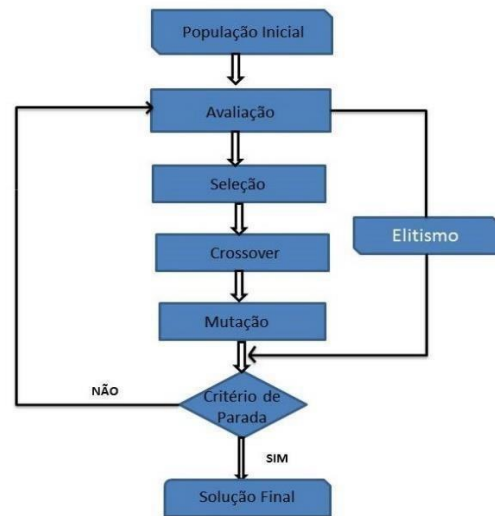 População Inicial
Avaliação
Seleção
Elitismo
Crossover
Mutação
NÃO
Critério de
Parada
SIM
Solução Final